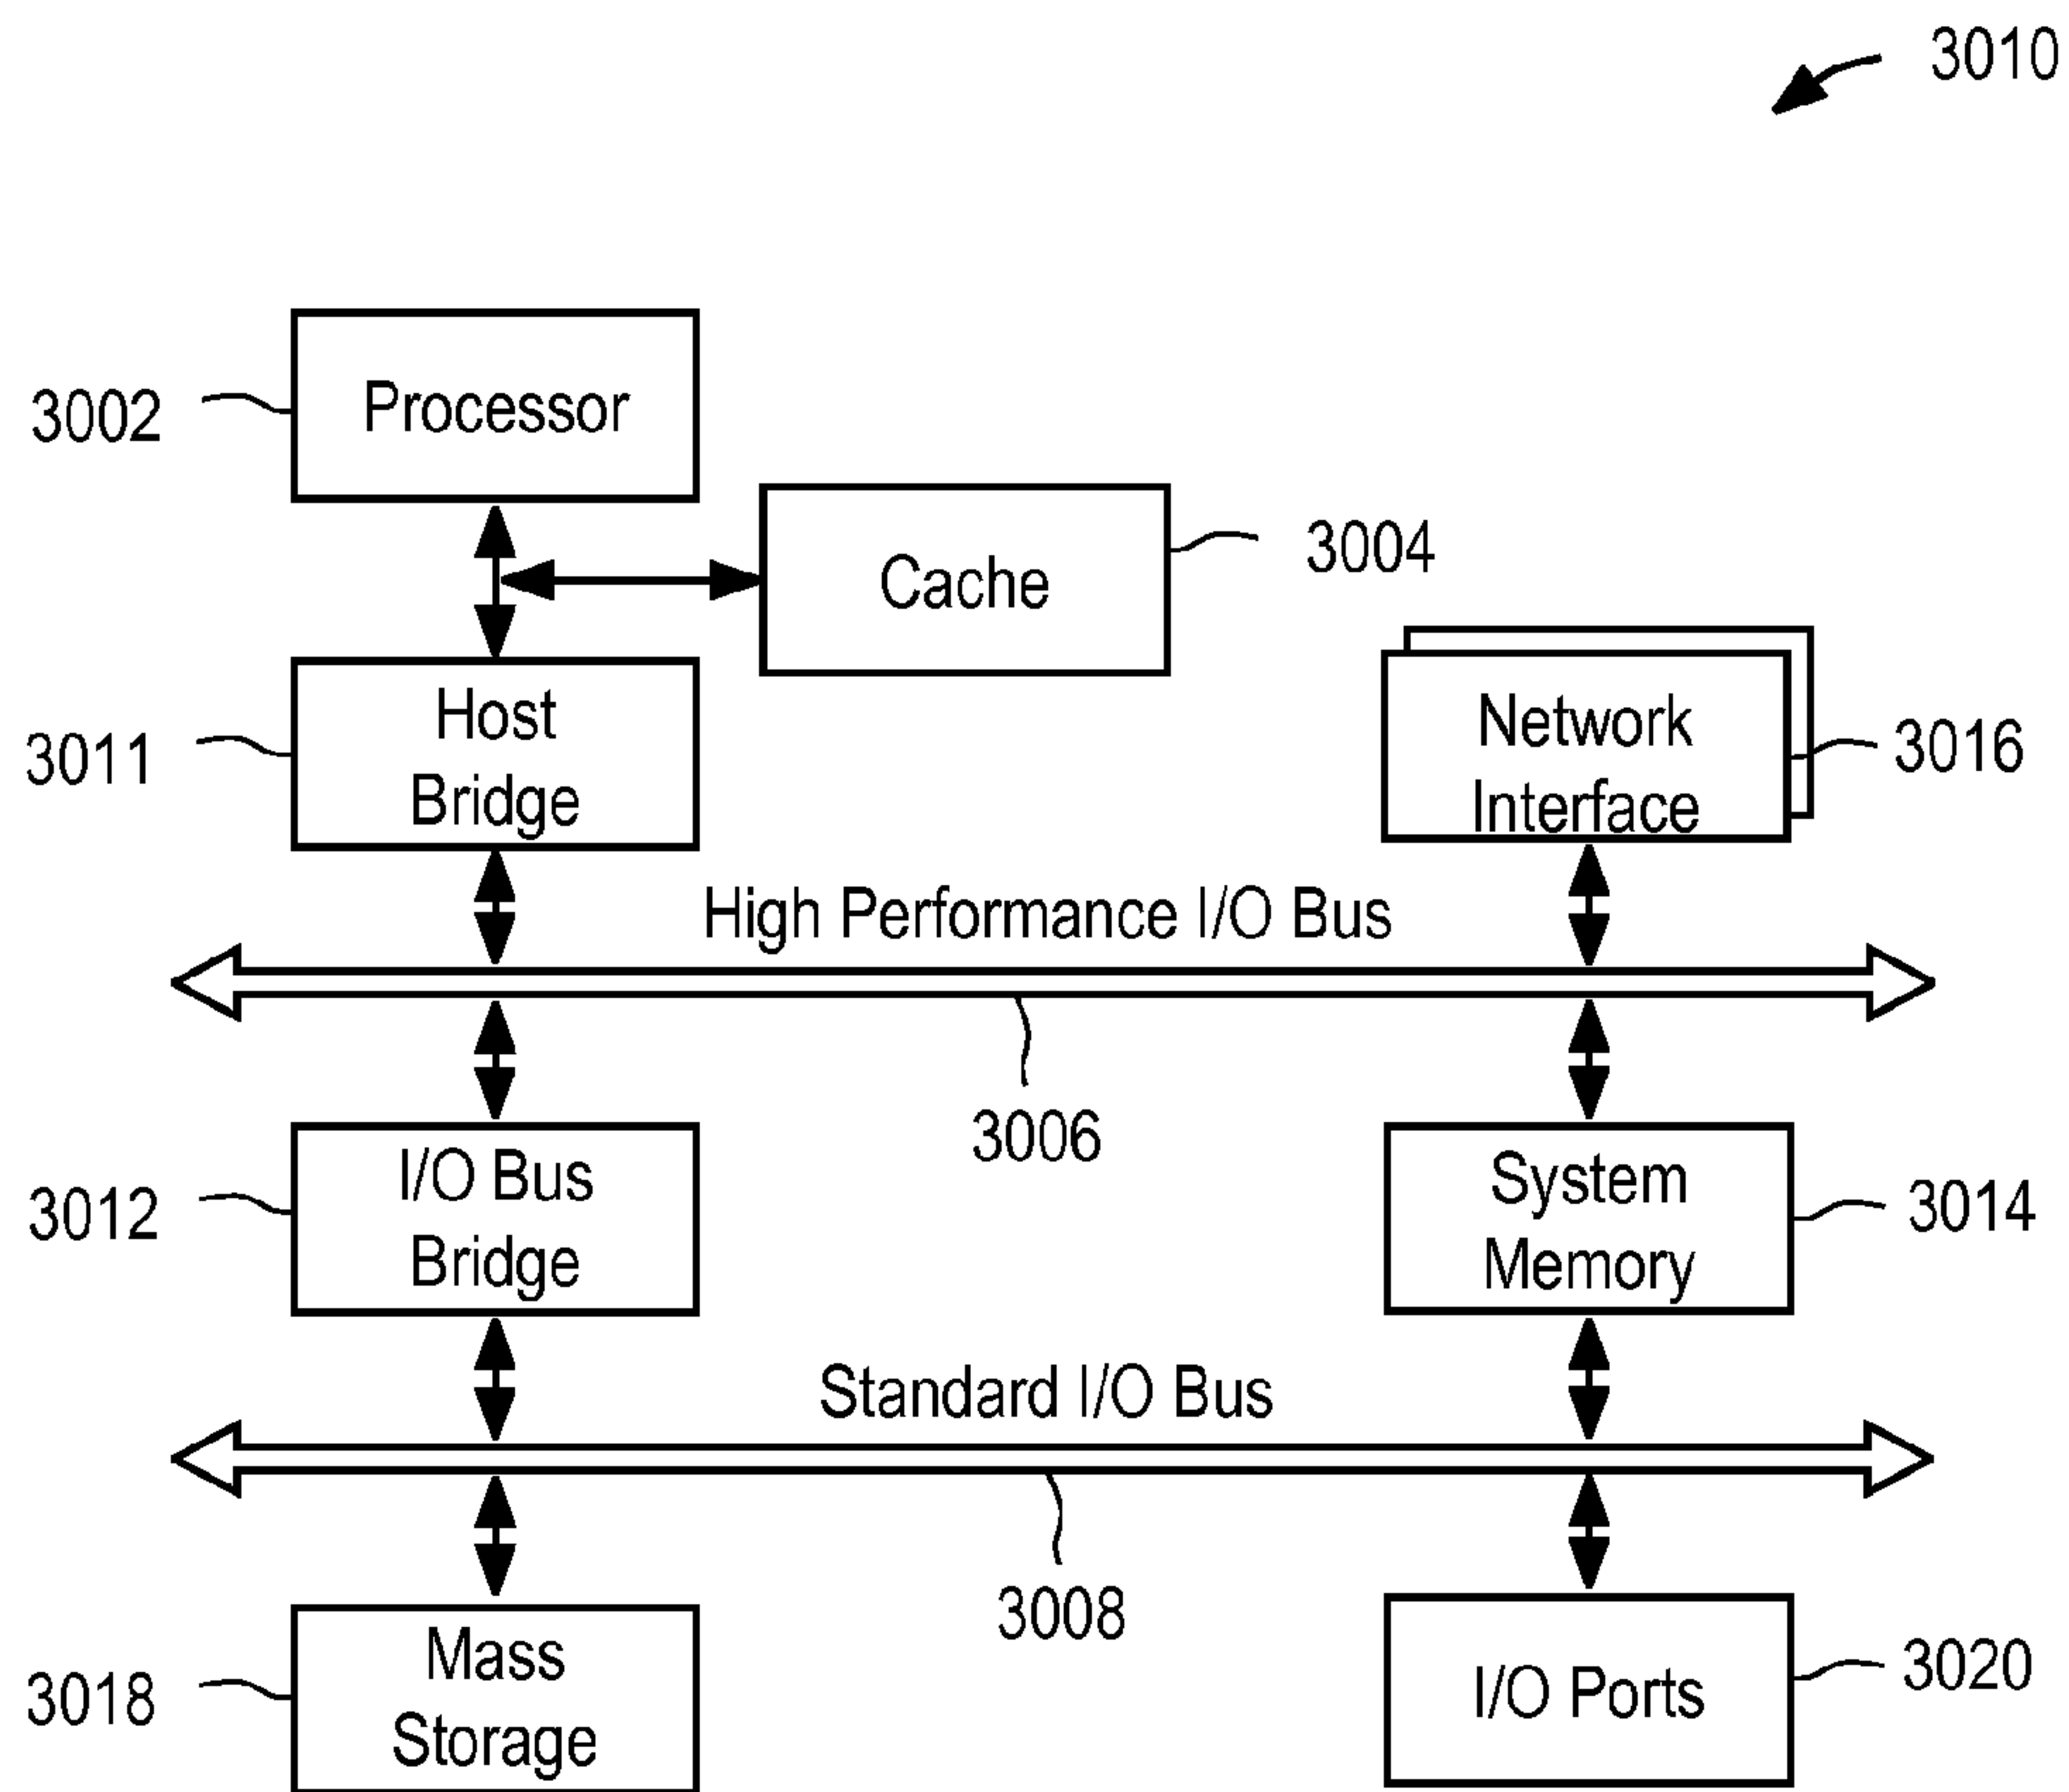 3010
3002
Processor
Cache
3004
3011
Host
Bridge
Network
Interface
3016
High Performance I/O Bus
3006
3012
I/O Bus
Bridge
System
Memory
3014
Standard I/O Bus
3008
3018
Mass
Storage
I/O Ports
3020